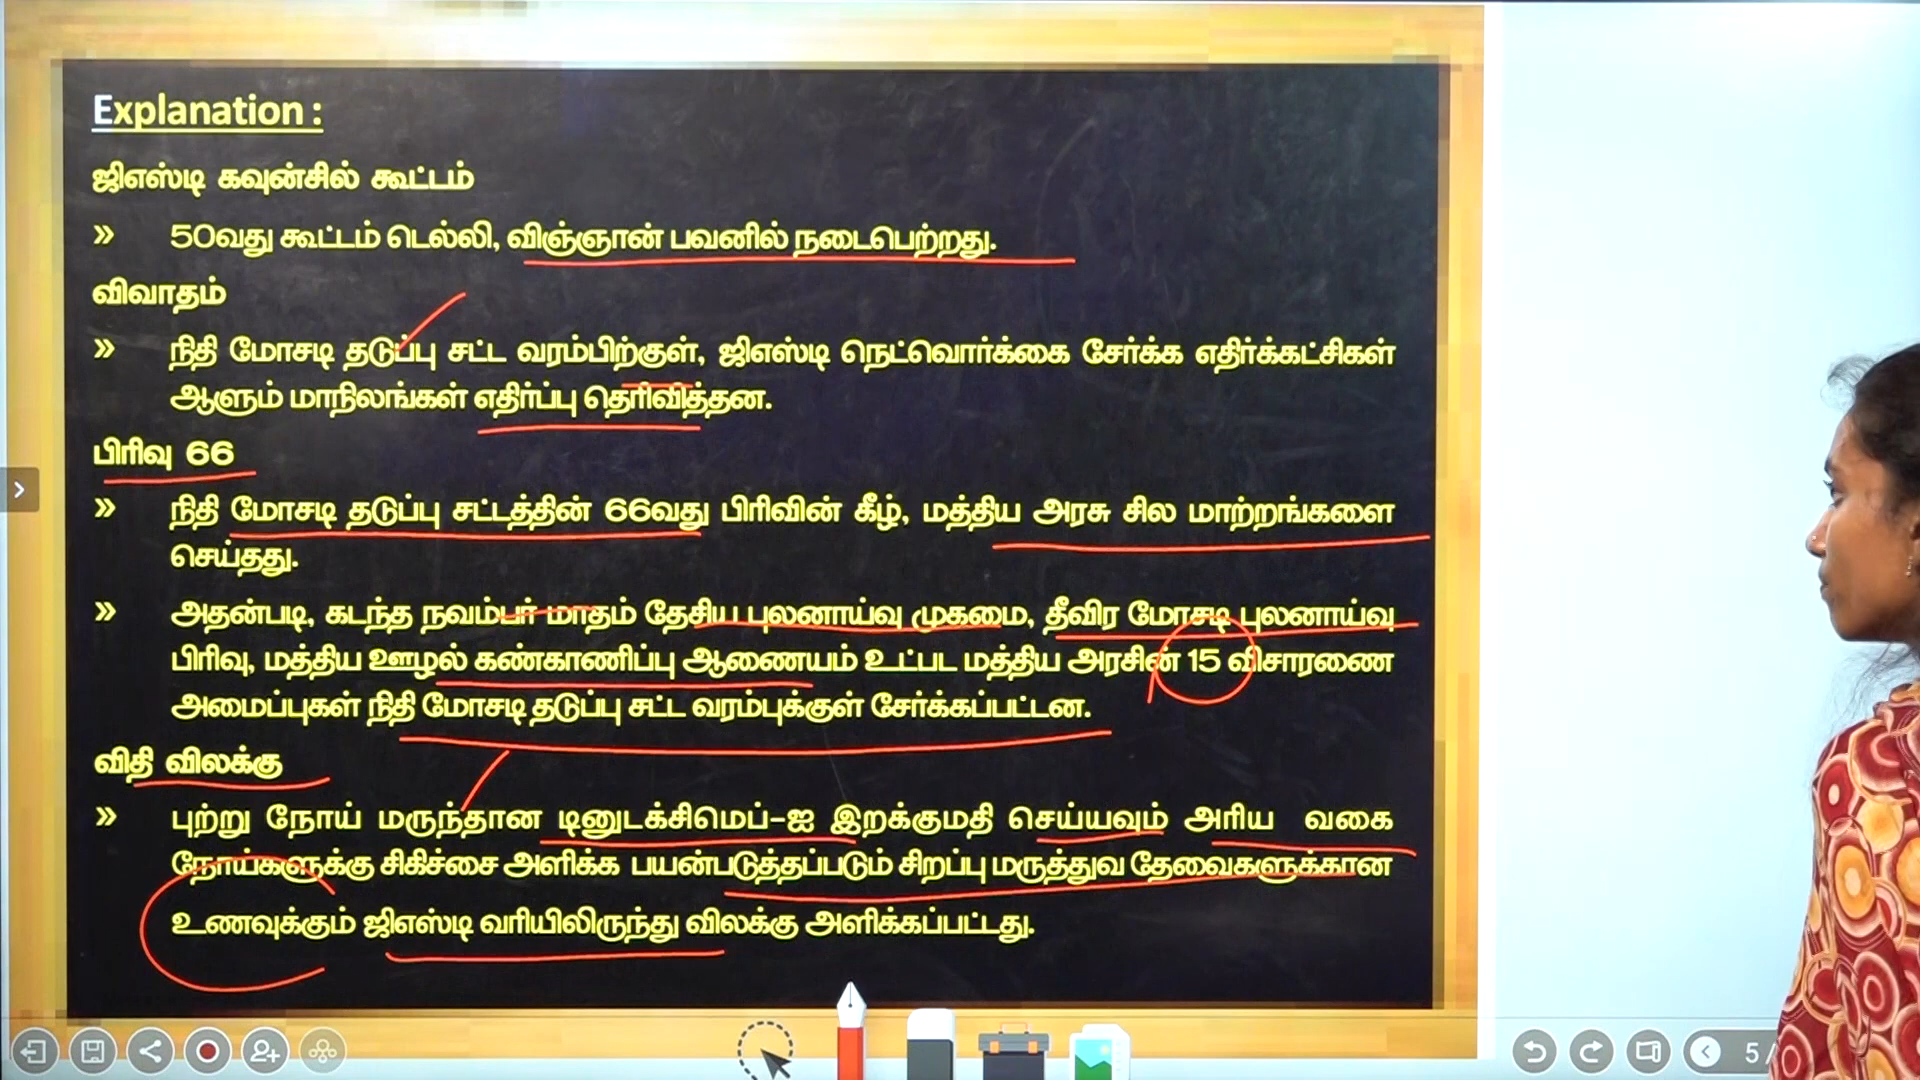 Explanation :
ஜிஎஸ்டி கவுன்சில் கூட்டம்
» 50வது கூட்டம் டெல்லி, விஞ்ஞான் பவனில் நடைபெற்றது.
விவாதம்
» நிதி மோசடி தடுப்பு சட்ட வரம்பிற்குள், ஜிஎஸ்டி நெட்வொர்க்கை சேர்க்க எதிர்க்கட்சிகள்
ஆளும் மாநிலங்கள் எதிர்ப்பு தெரிவித்தன.
பிரிவு 66
» நிதி மோசடி தடுப்பு சட்டத்தின் 66வது பிரிவின் கீழ், மத்திய அரசு சில மாற்றங்களை
செய்தது.
» அதன்படி, கடந்த நவம்பர் மாதம் தேசிய புலனாய்வு முகமை, தீவிர மோசடி புலனாய்வு
பிரிவு, மத்திய ஊழல் கண்காணிப்பு ஆணையம் உட்பட மத்திய அரசின் 15 விசாரணை
அமைப்புகள் நிதி மோசடி தடுப்பு சட்ட வரம்புக்குள் சேர்க்கப்பட்டன.
விதி விலக்கு
» புற்று நோய் மருந்தான டினுடக்சிமெப்-ஐ இறக்குமதி செய்யவும் அரிய வகை
நோய்களுக்கு சிகிச்சை அளிக்க பயன்படுத்தப்படும் சிறப்பு மருத்துவ தேவைகளுக்கான
உணவுக்கும் ஜிஎஸ்டி வரியிலிருந்து விலக்கு அளிக்கப்பட்டது.
5/